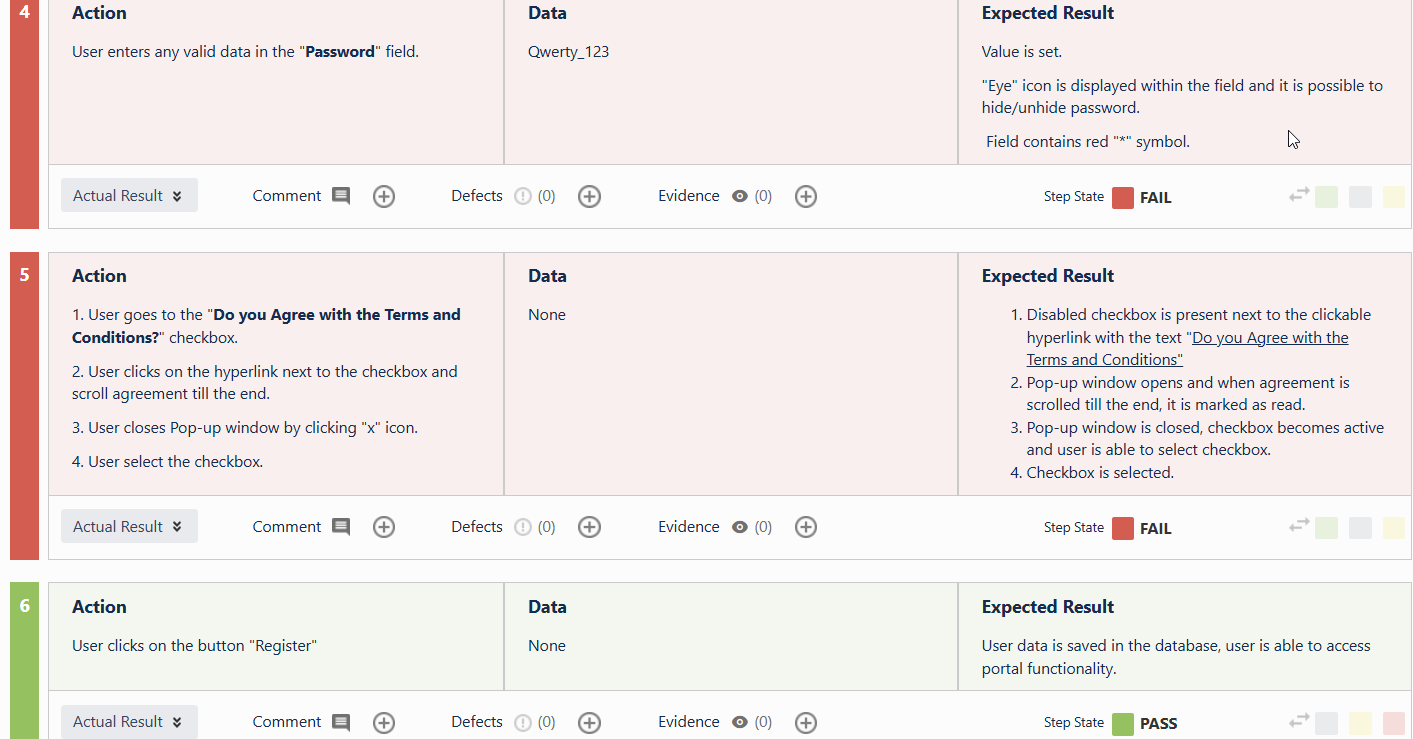 4
Action
Data
Expected Result
User enters any valid data in the "Password" field.
Qwerty_123
Value is set.
"Eye" icon is displayed within the field and it is possible to
hide/unhide password.
Field contains red "*" symbol.
Actual Result
Comment
Defects
(0)
Evidence
(0)
Step State
FAIL
5
Action
Data
Expected Result
1. User goes to the "Do you Agree with the Terms and
Conditions?" checkbox.
2. User clicks on the hyperlink next to the checkbox and
scroll agreement till the end.
3. User closes Pop-up window by clicking "x" icon.
4. User select the checkbox.
None
1. Disabled checkbox is present next to the clickable
hyperlink with the text "Do you Agree with the
Terms and Conditions"
2. Pop-up window opens and when agreement is
scrolled till the end, it is marked as read.
3. Pop-up window is closed, checkbox becomes active
and user is able to select checkbox.
4. Checkbox is selected.
Actual Result
Comment
Defects
(0)
Evidence
(0)
Step State
FAIL
6
Action
Data
Expected Result
User clicks on the button "Register"
None
User data is saved in the database, user is able to access
portal functionality.
Actual Result
Comment
Defects
(0)
Evidence
(0)
Step State
PASS